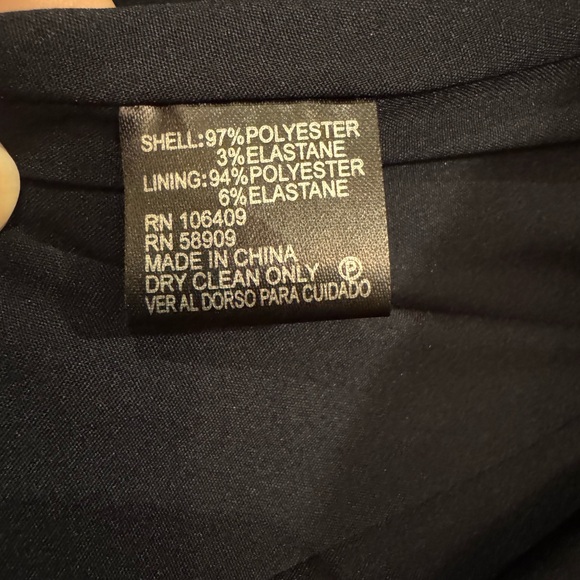 SHELL:97%POLYESTER
3%ELASTANE
LINING:94%POLYESTER
6%ELASTANE
RN 106409
RN 58909
MADE IN CHINA
DRY CLEAN ONLY Ⓟ
VER AL DORSO PARA CUIDADO